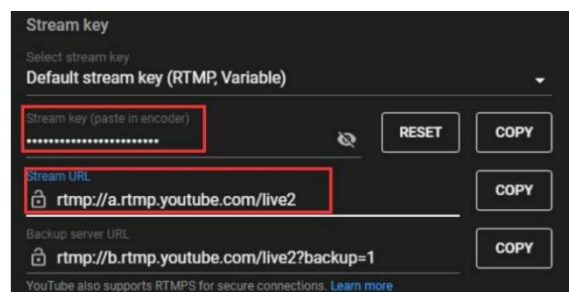 Stream key
Select stream key
Default stream key (RTMP, Variable)
Stream key (paste in encoder)
••••••••••••••••••••••••
RESET
COPY
Stream URL
rtmp://a.rtmp.youtube.com/live2
COPY
Backup server URL
rtmp://b.rtmp.youtube.com/live2?backup=1
COPY
YouTube also supports RTMPS for secure connections. Learn more